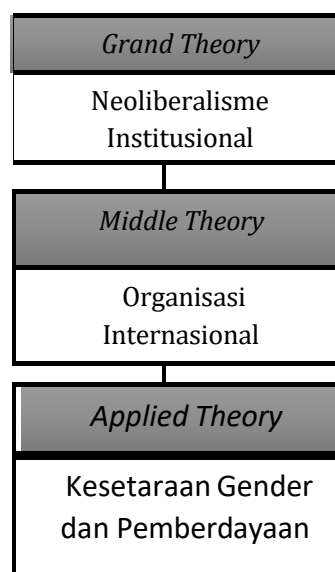 Grand Theory
Neoliberalisme
Institusional
Middle Theory
Organisasi
Internasional
Applied Theory
Kesetaraan Gender
dan Pemberdayaan